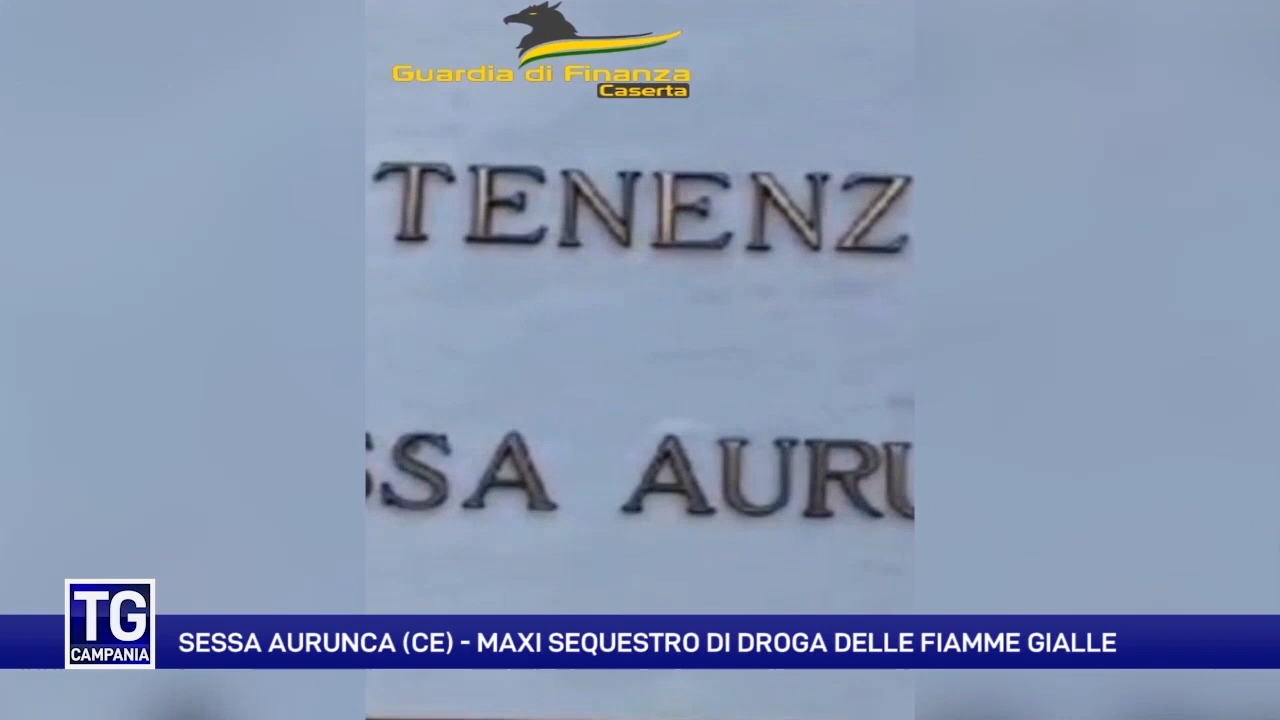 Guardia di Finanza
Caserta
TENENZ
SSA AURU
TG
CAMPANIA
SESSA AURUNCA (CE) - MAXI SEQUESTRO DI DROGA DELLE FIAMME GIALLE